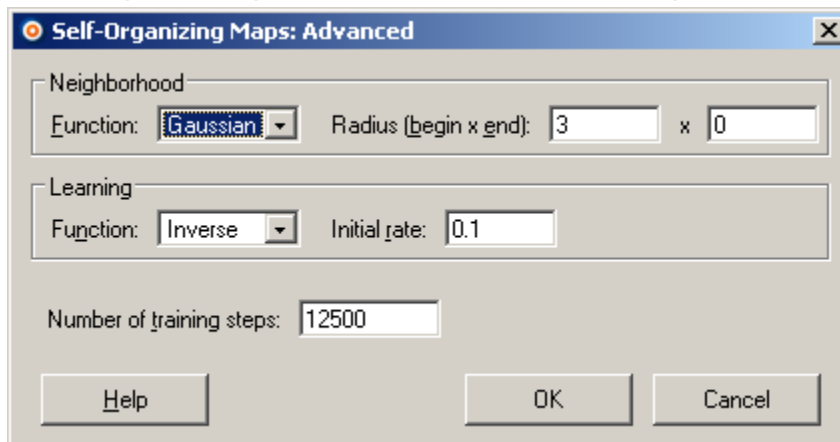 Self-Organizing Maps: Advanced
Neighborhood
Function: Gaussian Radius (begin x end): 3 x 0
Learning
Function: Inverse Initial rate: 0.1
Number of training steps: 12500
Help OK Cancel